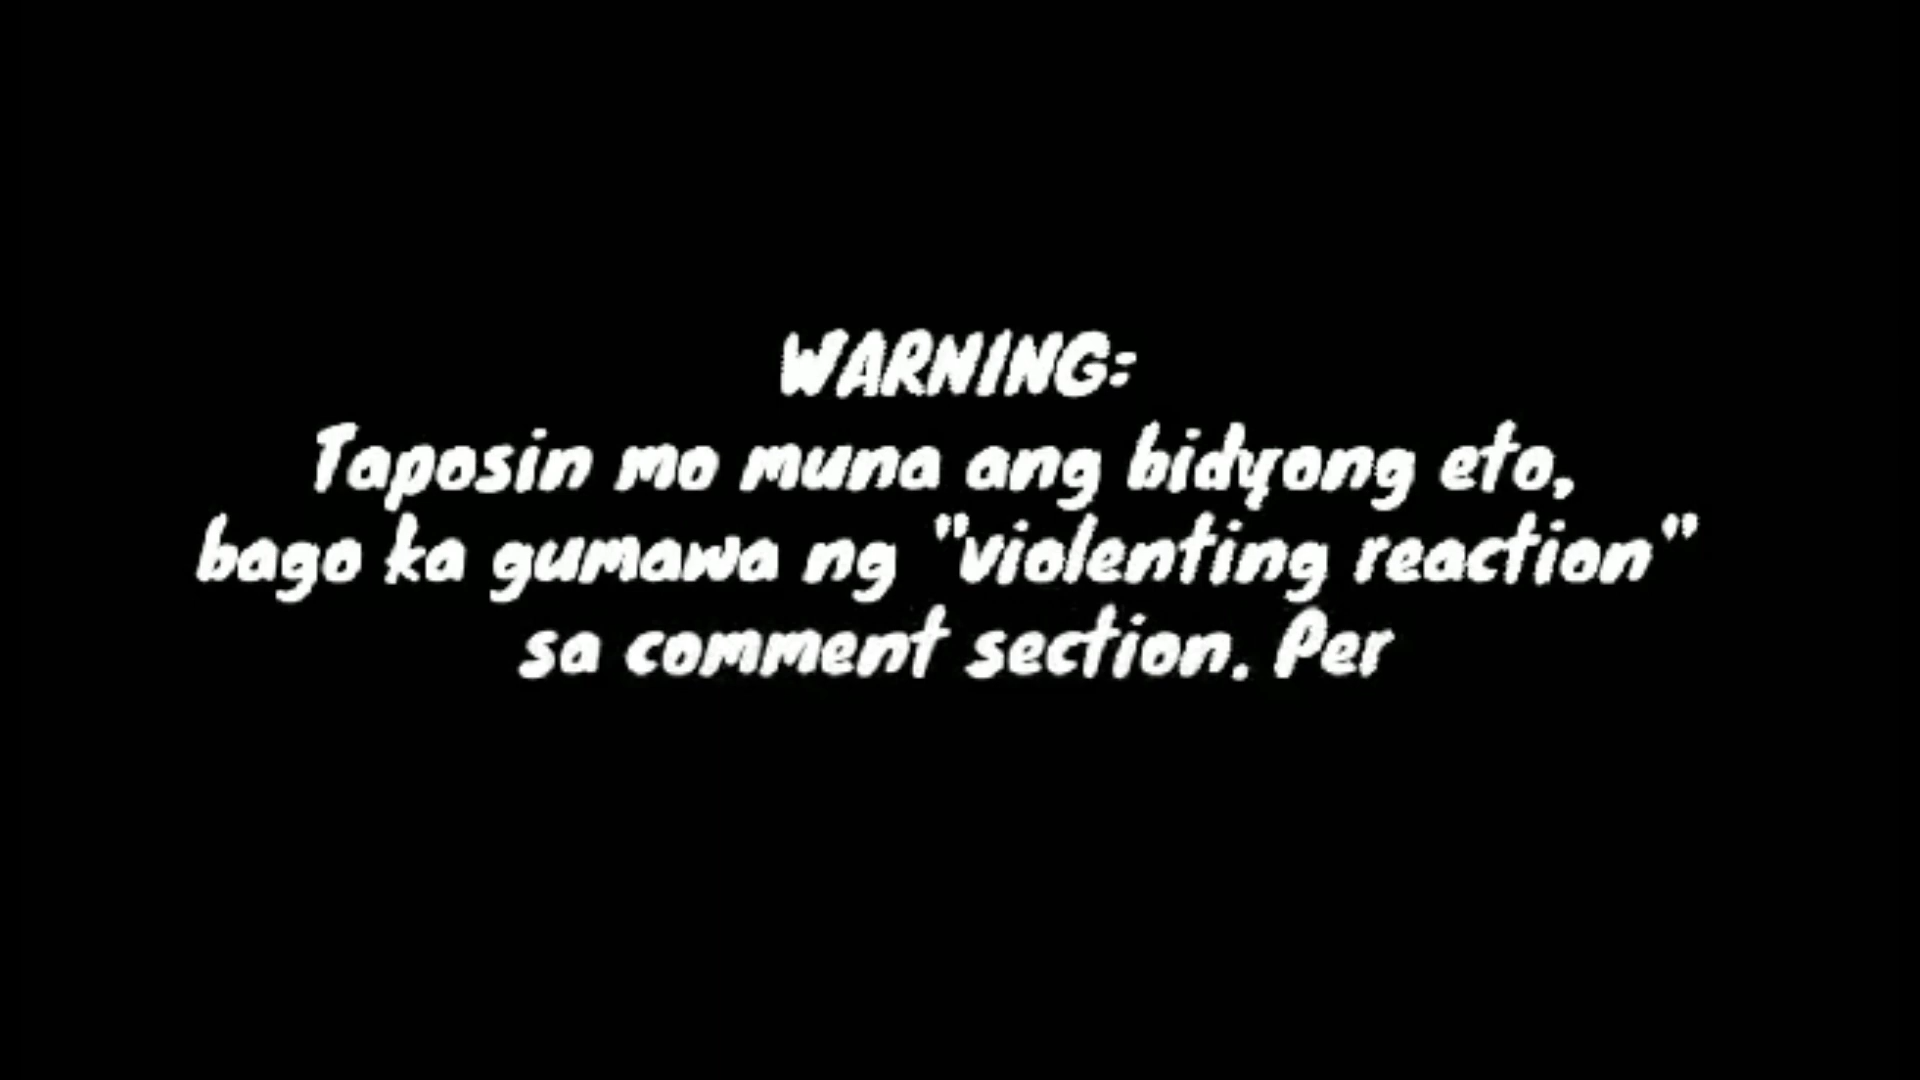 WARNING:
Taposin mo muna ang bidyong eto,
bago ka gumawa ng "violenting reaction"
sa comment section. Per